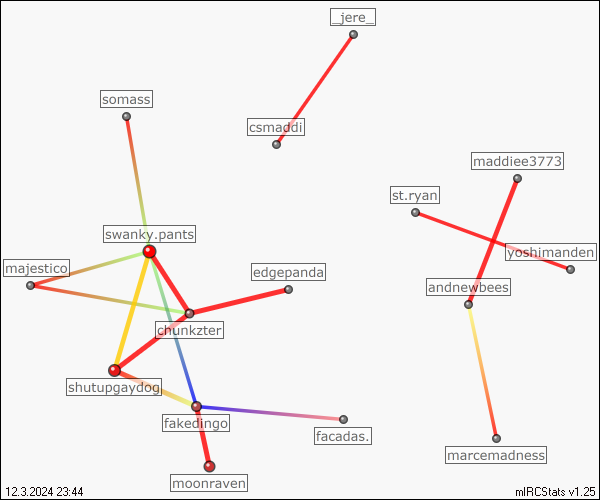 _jere_
somass
csmaddi
maddiee3773
st.ryan
swanky.pants
yoshimanden
majestico
edgepanda
andnewbees
chunkzter
shutupgaydog
fakedingo
facadas.
marcemadness
moonraven
12.3.2024 23:44
mIRCStats v1.25